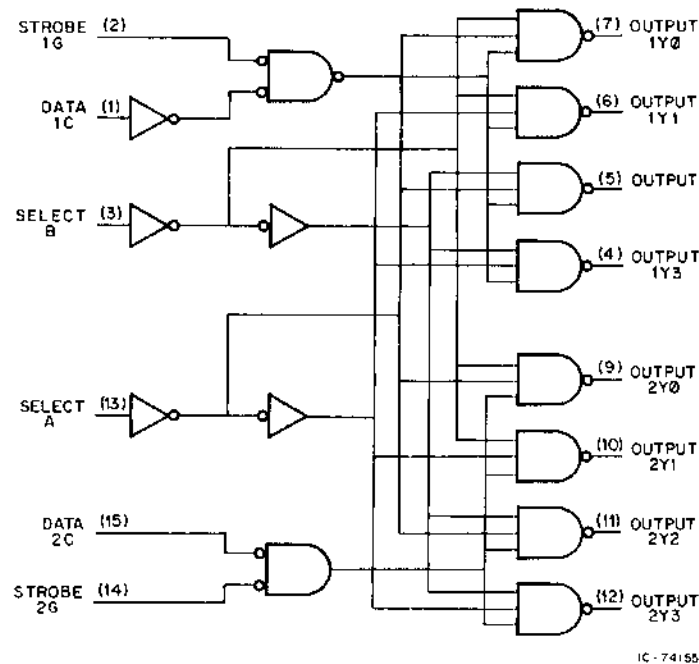 STROBE (2)
1G
DATA (1)
1C
SELECT (3)
B
SELECT (13)
A
DATA (15)
2C
STROBE (14)
2G
(7) OUTPUT
1YØ
(6) OUTPUT
1Y1
(5) OUTPUT
(4) OUTPUT
1Y3
(9) OUTPUT
2YØ
(10) OUTPUT
2Y1
(11) OUTPUT
2Y2
(12) OUTPUT
2Y3
IC-74155